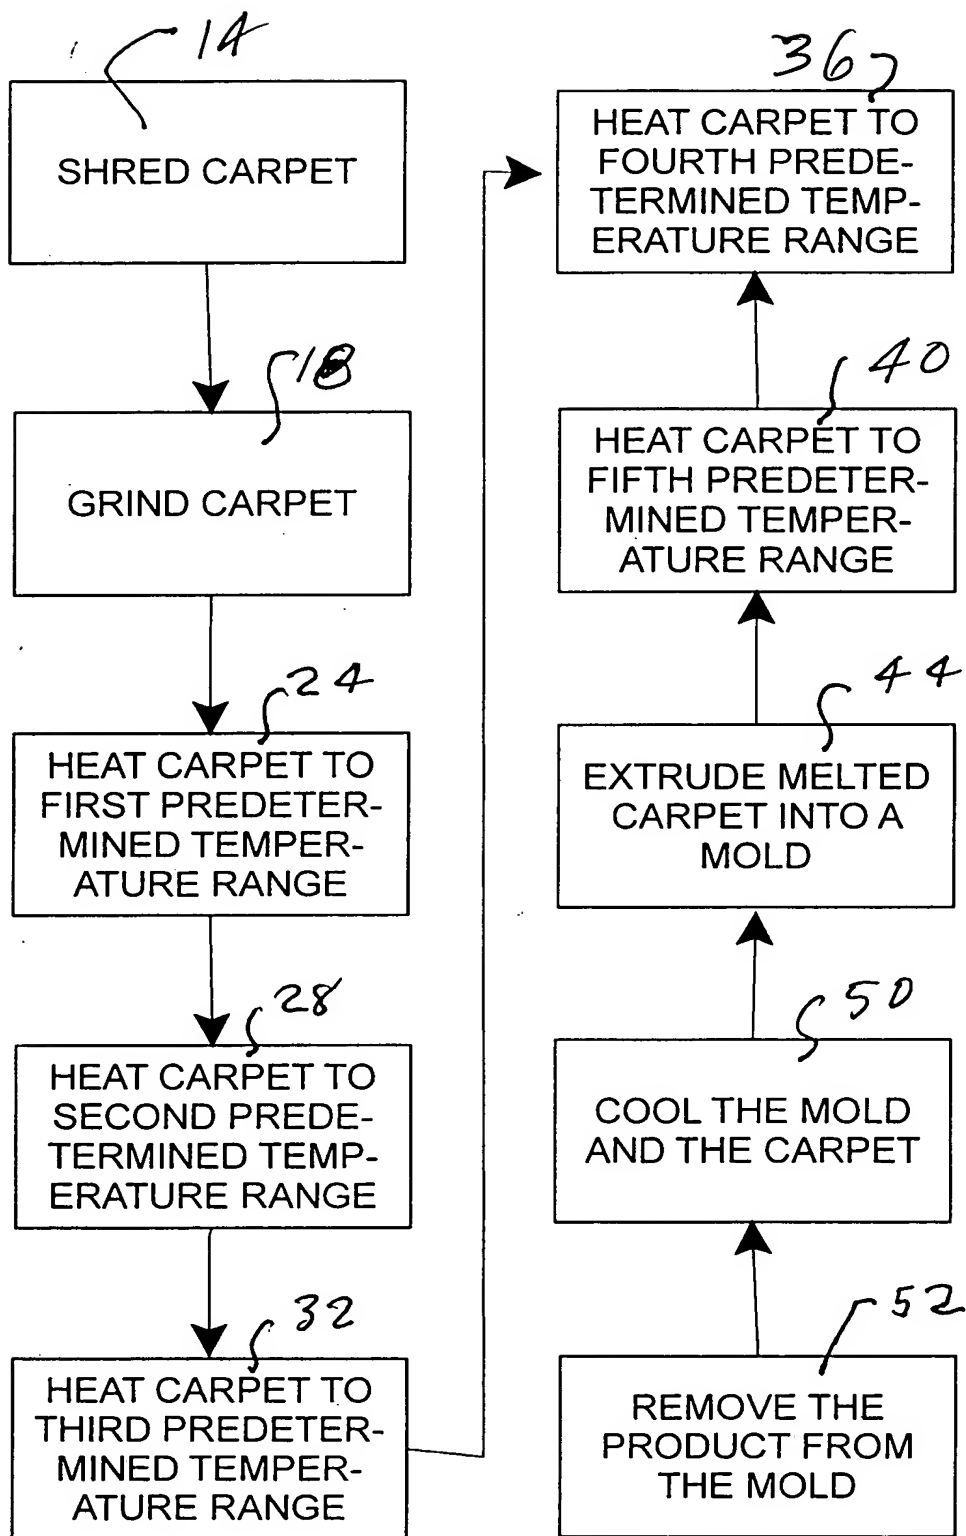 14
SHRED CARPET
18
GRIND CARPET
24
HEAT CARPET TO
FIRST PREDETER-
MINED TEMPER-
ATURE RANGE
28
HEAT CARPET TO
SECOND PREDE-
TERMINED TEMP-
ERATURE RANGE
32
HEAT CARPET TO
THIRD PREDETER-
MINED TEMPER-
ATURE RANGE
36
HEAT CARPET TO
FOURTH PREDE-
TERMINED TEMP-
ERATURE RANGE
40
HEAT CARPET TO
FIFTH PREDETER-
MINED TEMPER-
ATURE RANGE
44
EXTRUDE MELTED
CARPET INTO A
MOLD
50
COOL THE MOLD
AND THE CARPET
52
REMOVE THE
PRODUCT FROM
THE MOLD